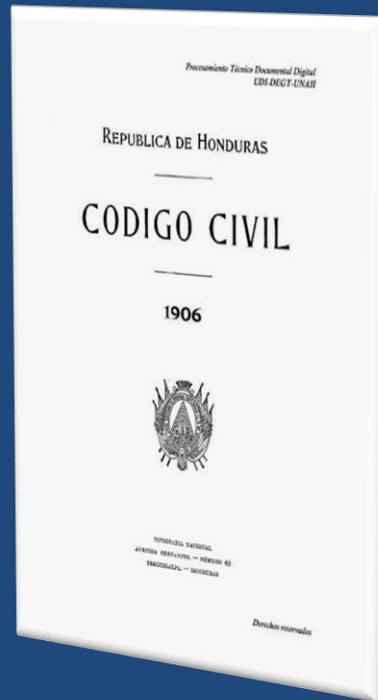 Procesamiento Técnico Documental Digital
UDI-DEGT-UNAH
REPUBLICA DE HONDURAS
CODIGO CIVIL
1906
TIPOGRAFIA NACIONAL
AVENIDA CERVANTES. — NÚMERO 43
TEGUCIGALPA. — HONDURAS
Derechos reservados